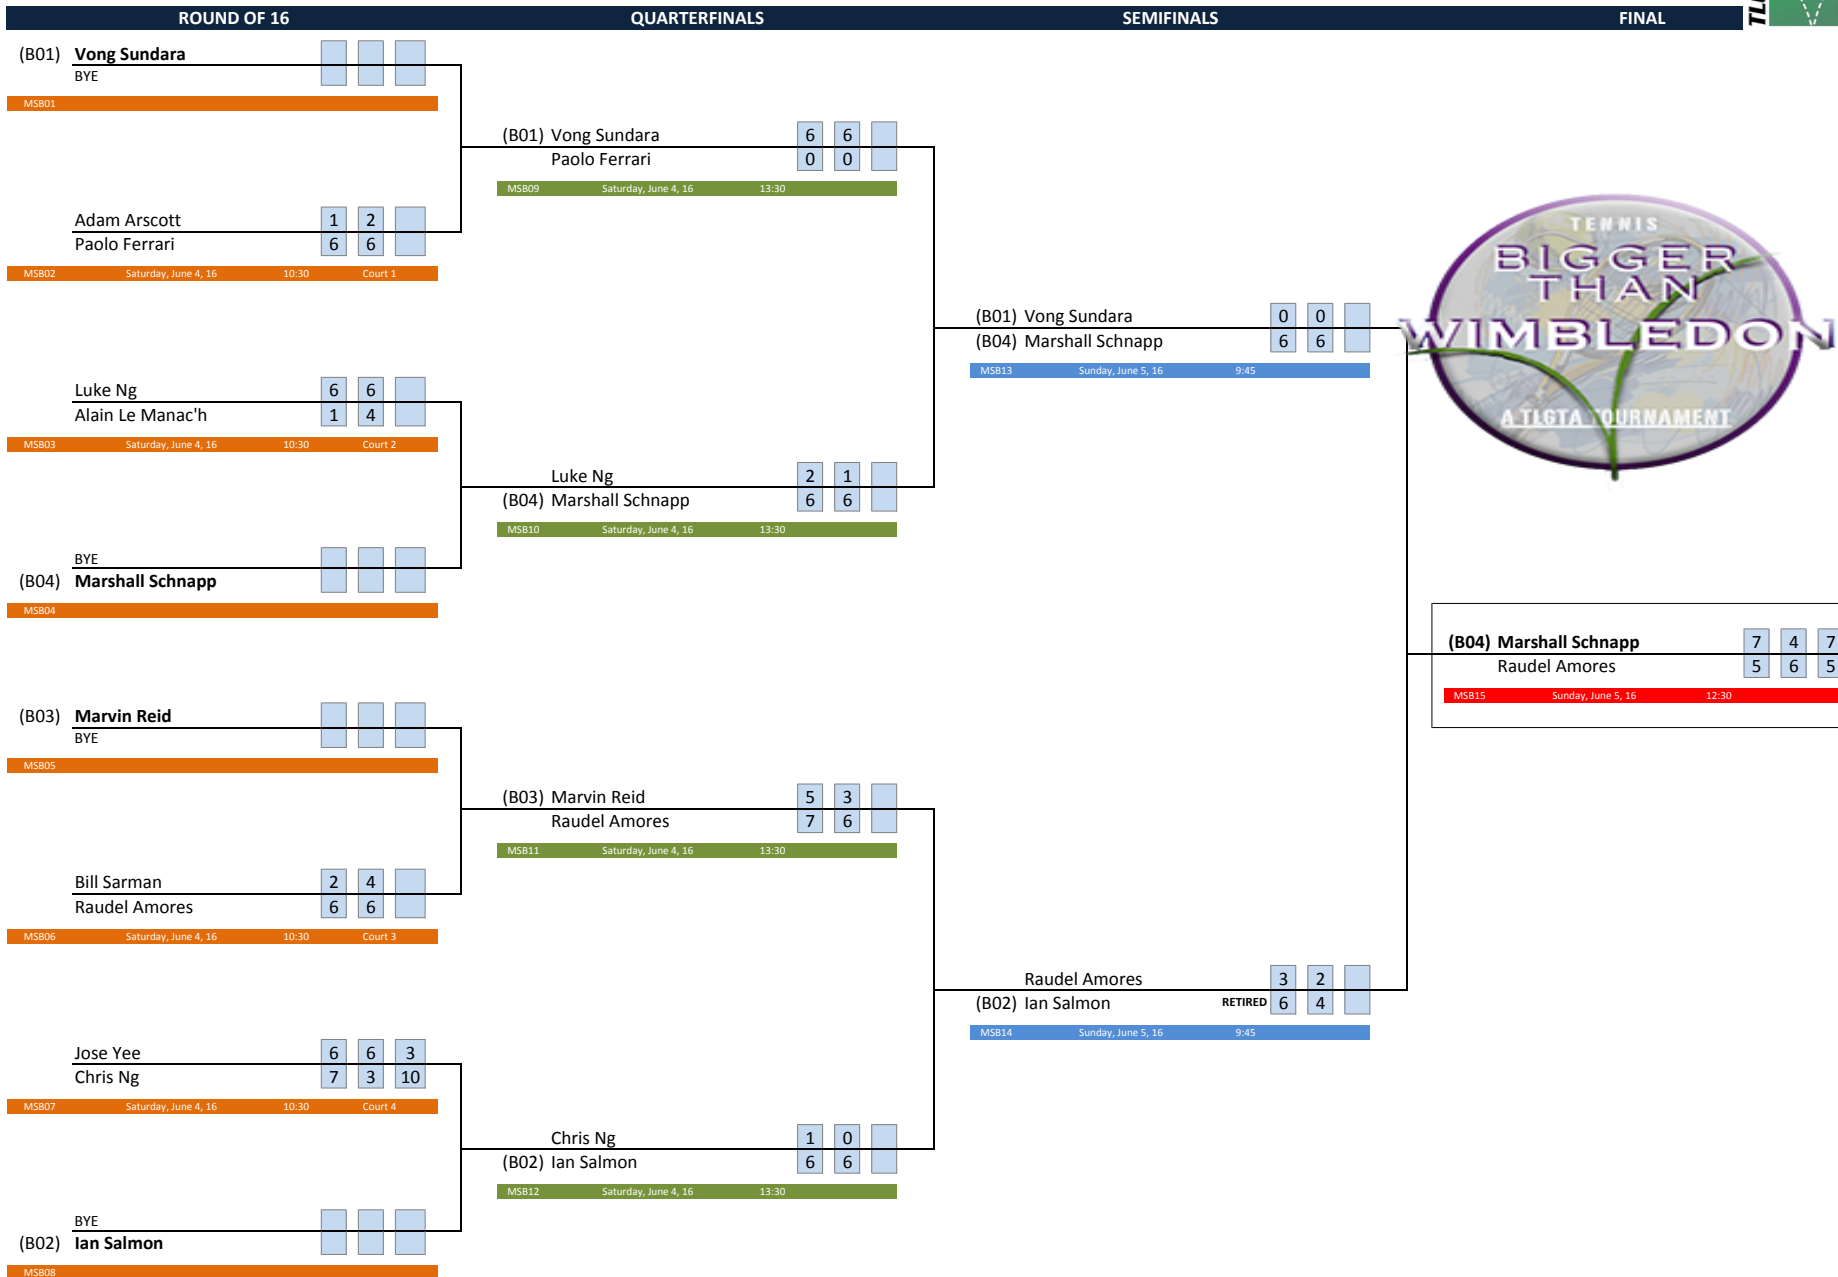 ROUND OF 16 QUARTERFINALS SEMIFINALS FINAL
(B01) Vong Sundara
BYE
MSB01
Adam Arscott 1 2
Paolo Ferrari 6 6
MSB02 Saturday, June 4, 16 10:30 Court 1
Luke Ng 6 6
Alain Le Manac'h 1 4
MSB03 Saturday, June 4, 16 10:30 Court 2
BYE
(B04) Marshall Schnapp
MSB04
(B03) Marvin Reid
BYE
MSB05
Bill Sarman 2 4
Raudel Amores 6 6
MSB06 Saturday, June 4, 16 10:30 Court 3
Jose Yee 6 6 3
Chris Ng 7 3 10
MSB07 Saturday, June 4, 16 10:30 Court 4
BYE
(B02) Ian Salmon
MSB08
(B01) Vong Sundara 6 6
Paolo Ferrari 0 0
MSB09 Saturday, June 4, 16 13:30
Luke Ng 2 1
(B04) Marshall Schnapp 6 6
MSB10 Saturday, June 4, 16 13:30
(B03) Marvin Reid 5 3
Raudel Amores 7 6
MSB11 Saturday, June 4, 16 13:30
Chris Ng 1 0
(B02) Ian Salmon 6 6
MSB12 Saturday, June 4, 16 13:30
(B01) Vong Sundara 0 0
(B04) Marshall Schnapp 6 6
MSB13 Sunday, June 5, 16 9:45
Raudel Amores 3 2
(B02) Ian Salmon RETIRED 6 4
MSB14 Sunday, June 5, 16 9:45
TENNIS
BIGGER
THAN
WIMBLEDON
A TLGTA TOURNAMENT
(B04) Marshall Schnapp 7 4 7
Raudel Amores 5 6 5
MSB15 Sunday, June 5, 16 12:30